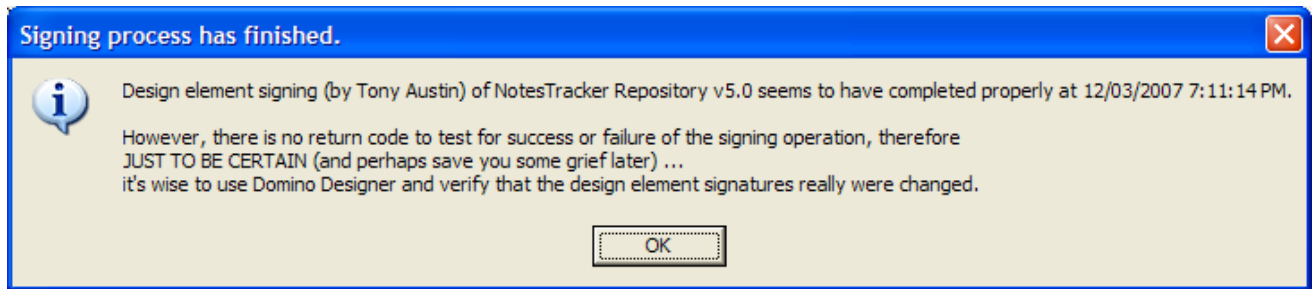 Signing process has finished.
Design element signing (by Tony Austin) of NotesTracker Repository v5.0 seems to have completed properly at 12/03/2007 7:11:14 PM.
However, there is no return code to test for success or failure of the signing operation, therefore
JUST TO BE CERTAIN (and perhaps save you some grief later) ...
it's wise to use Domino Designer and verify that the design element signatures really were changed.
OK